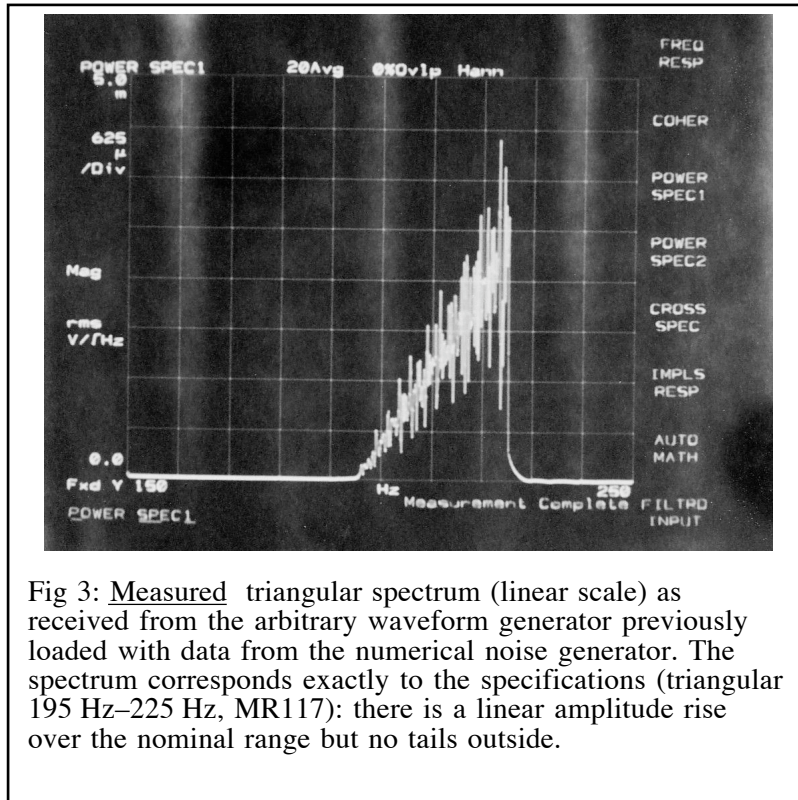 POWER SPEC1 20Avg 0%Ovlp Hann
5.0
m
625
µ
/Div
Mag
rms
V/√Hz
0.0
Fxd Y 150 Hz 250
Measurement Complete
POWER SPEC1
FREQ
RESP
COHER
POWER
SPEC1
POWER
SPEC2
CROSS
SPEC
IMPLS
RESP
AUTO
MATH
FILTRD
INPUT
Fig 3: Measured triangular spectrum (linear scale) as
received from the arbitrary waveform generator previously
loaded with data from the numerical noise generator. The
spectrum corresponds exactly to the specifications (triangular
195 Hz–225 Hz, MR117): there is a linear amplitude rise
over the nominal range but no tails outside.